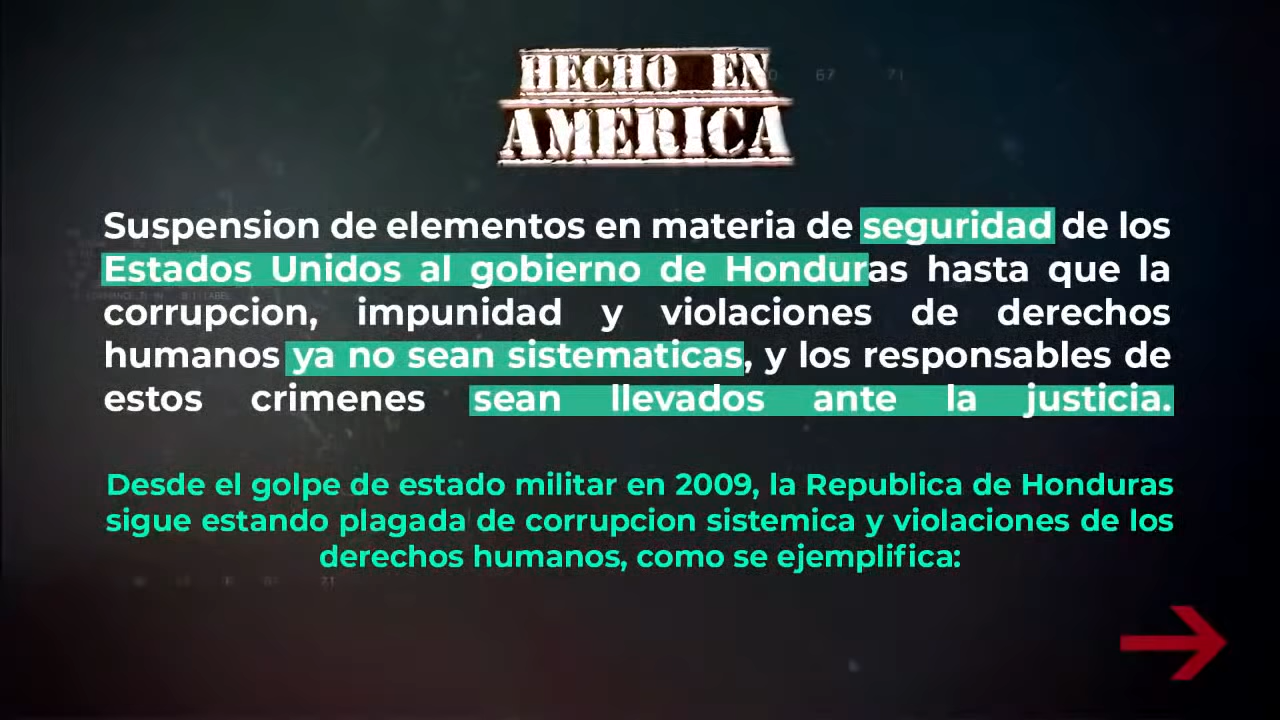 HECHO EN
AMERICA
67 71
Suspension de elementos en materia de seguridad de los
Estados Unidos al gobierno de Honduras hasta que la
corrupcion, impunidad y violaciones de derechos
humanos ya no sean sistematicas, y los responsables de
estos crimenes sean llevados ante la justicia.
Desde el golpe de estado militar en 2009, la Republica de Honduras
sigue estando plagada de corrupcion sistemica y violaciones de los
derechos humanos, como se ejemplifica:
71